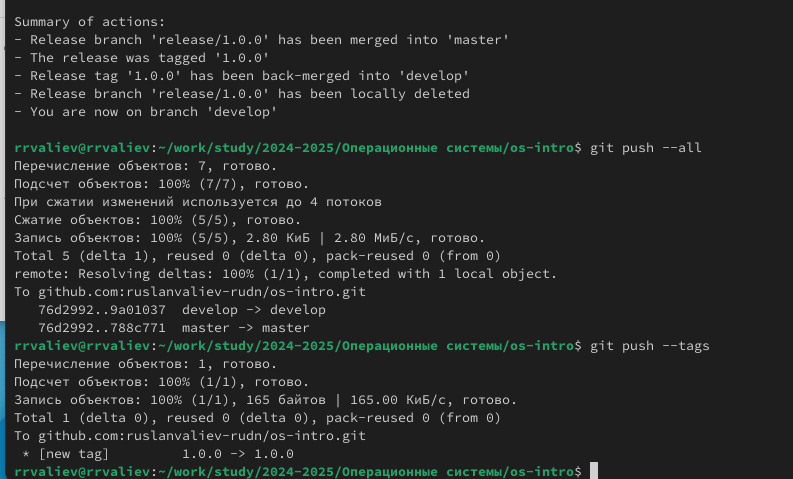 Summary of actions:
- Release branch 'release/1.0.0' has been merged into 'master'
- The release was tagged '1.0.0'
- Release tag '1.0.0' has been back-merged into 'develop'
- Release branch 'release/1.0.0' has been locally deleted
- You are now on branch 'develop'
rrvaliev@rrvaliev:~/work/study/2024-2025/Операционные системы/os-intro$ git push --all
Перечисление объектов: 7, готово.
Подсчет объектов: 100% (7/7), готово.
При сжатии изменений используется до 4 потоков
Сжатие объектов: 100% (5/5), готово.
Запись объектов: 100% (5/5), 2.80 КиБ | 2.80 МиБ/с, готово.
Total 5 (delta 1), reused 0 (delta 0), pack-reused 0 (from 0)
remote: Resolving deltas: 100% (1/1), completed with 1 local object.
To github.com:ruslanvaliev-rudn/os-intro.git
   76d2992..9a01037  develop -> develop
   76d2992..788c771  master -> master
rrvaliev@rrvaliev:~/work/study/2024-2025/Операционные системы/os-intro$ git push --tags
Перечисление объектов: 1, готово.
Подсчет объектов: 100% (1/1), готово.
Запись объектов: 100% (1/1), 165 байтов | 165.00 КиБ/с, готово.
Total 1 (delta 0), reused 0 (delta 0), pack-reused 0 (from 0)
To github.com:ruslanvaliev-rudn/os-intro.git
 * [new tag]         1.0.0 -> 1.0.0
rrvaliev@rrvaliev:~/work/study/2024-2025/Операционные системы/os-intro$